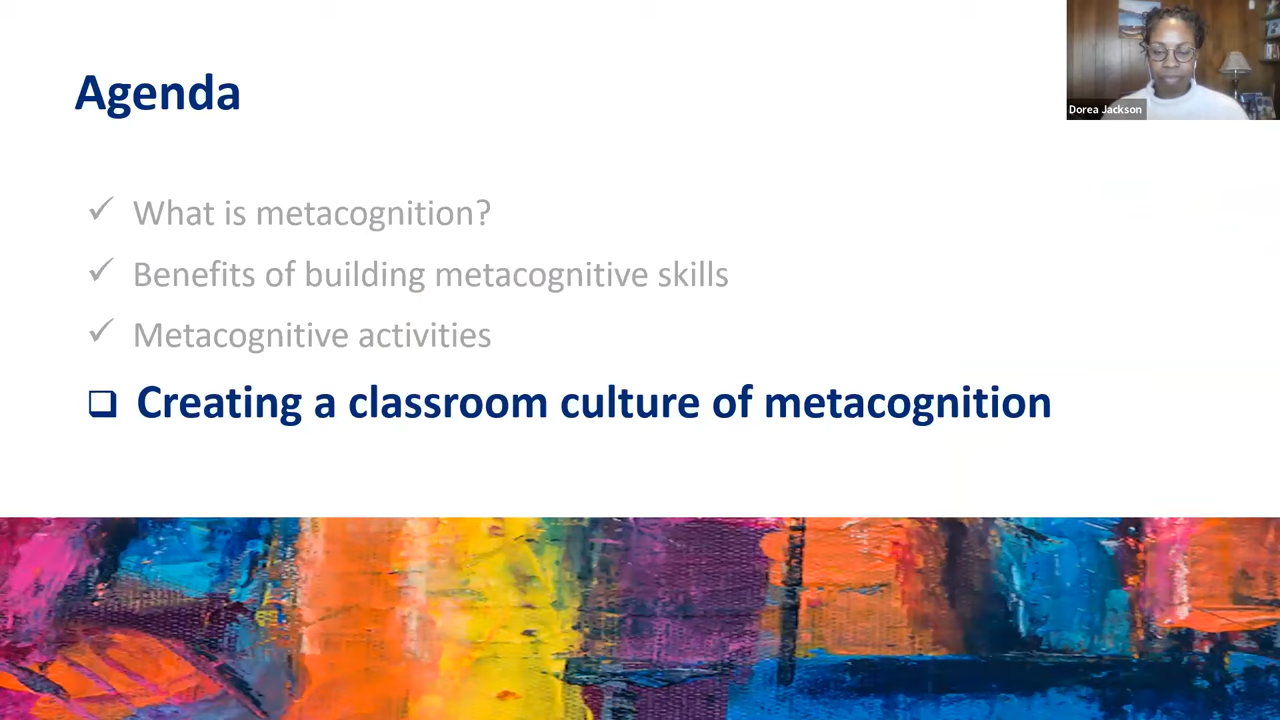 Agenda
Dorea Jackson
What is metacognition?
Benefits of building metacognitive skills
Metacognitive activities
Creating a classroom culture of metacognition